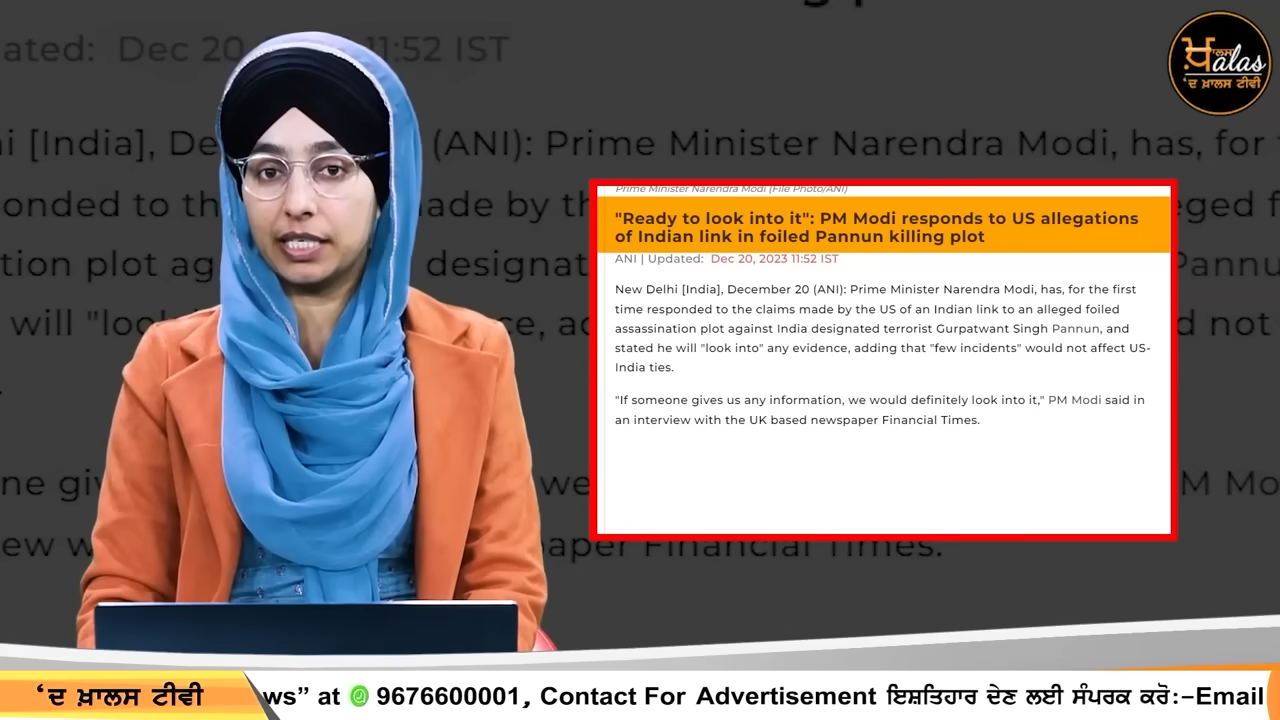 ated: Dec 20 11:52 IST
ਖ਼ਾਲਸ
alas
'ਦ ਖ਼ਾਲਸ ਟੀਵੀ
i [India], De (ANI): Prime Minister Narendra Modi, has, for
onded to th ade by th eged f
tion plot ag designat Pannu
will "loo ce, ad d not
ne giv we M Mo
ew w aper Financial Times.
Prime Minister Narendra Modi (File Photo/ANI)
"Ready to look into it": PM Modi responds to US allegations
of Indian link in foiled Pannun killing plot
ANI | Updated: Dec 20, 2023 11:52 IST
New Delhi [India], December 20 (ANI): Prime Minister Narendra Modi, has, for the first
time responded to the claims made by the US of an Indian link to an alleged foiled
assassination plot against India designated terrorist Gurpatwant Singh Pannun, and
stated he will "look into" any evidence, adding that "few incidents" would not affect US-
India ties.
"If someone gives us any information, we would definitely look into it," PM Modi said in
an interview with the UK based newspaper Financial Times.
‘ਦ ਖ਼ਾਲਸ ਟੀਵੀ
ws” at 9676600001, Contact For Advertisement ਇਸ਼ਤਿਹਾਰ ਦੇਣ ਲਈ ਸੰਪਰਕ ਕਰੋ:–Email